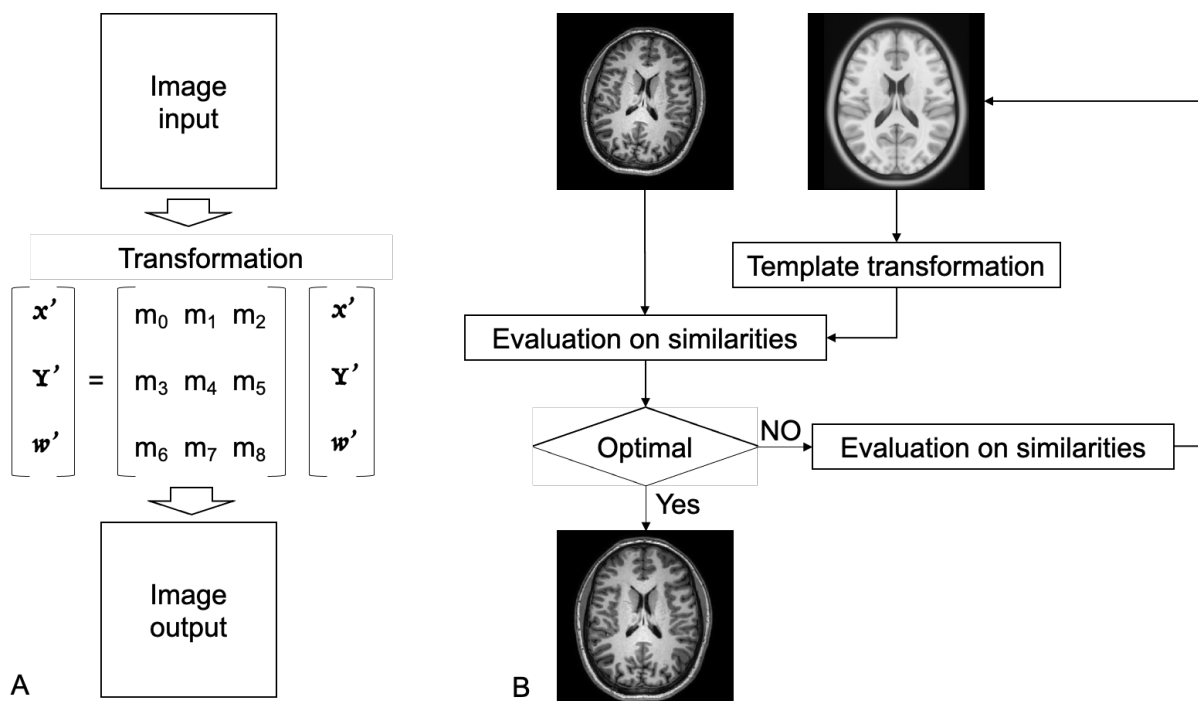 Image
input
Transformation
x' m₀ m₁ m₂ x'
Y' = m₃ m₄ m₅ Y'
w' m₆ m₇ m₈ w'
Image
output
A
Template transformation
Evaluation on similarities
Optimal
NO
Evaluation on similarities
Yes
B